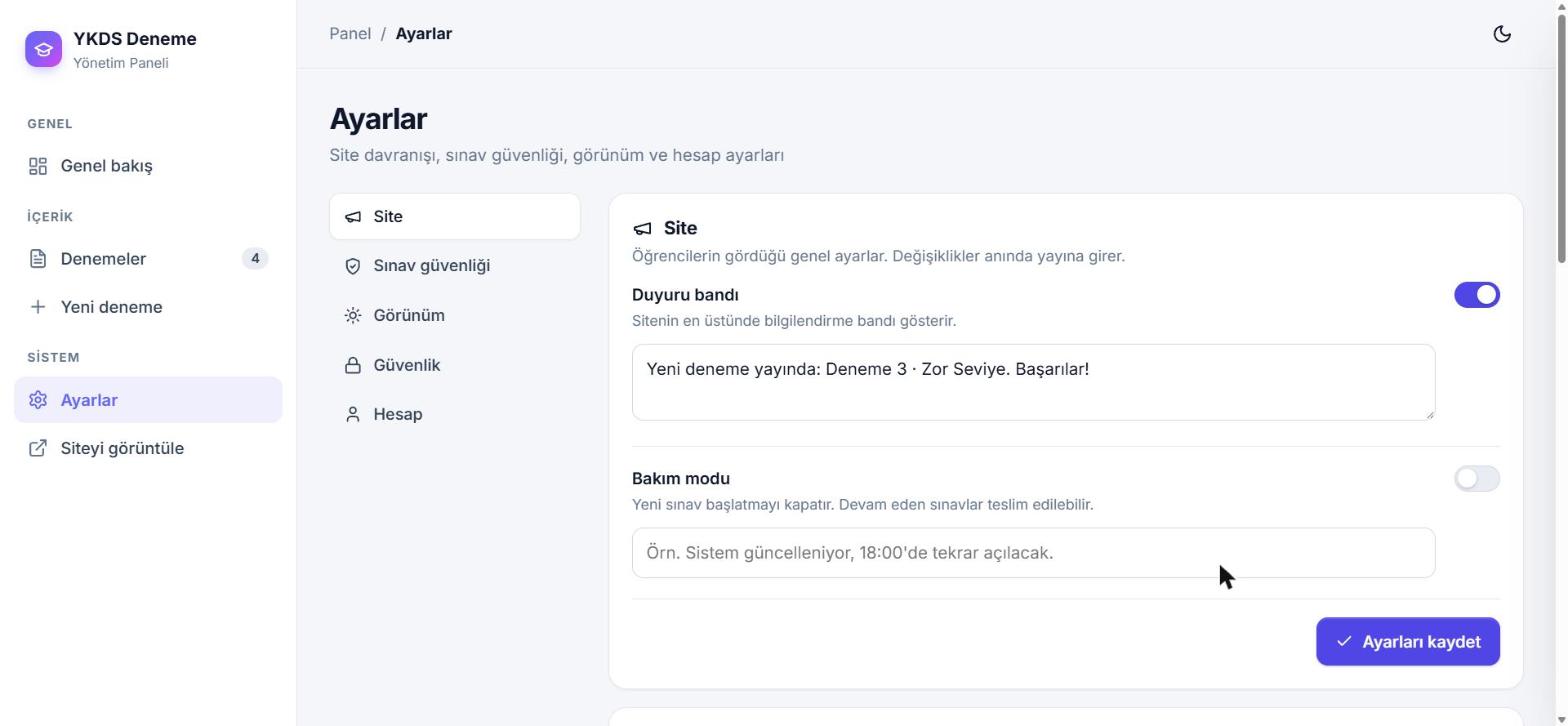 YKDS Deneme
Yönetim Paneli
GENEL
Genel bakış
İÇERİK
Denemeler 4
Yeni deneme
SİSTEM
Ayarlar
Siteyi görüntüle
Panel / Ayarlar
Ayarlar
Site davranışı, sınav güvenliği, görünüm ve hesap ayarları
Site
Sınav güvenliği
Görünüm
Güvenlik
Hesap
Site
Öğrencilerin gördüğü genel ayarlar. Değişiklikler anında yayına girer.
Duyuru bandı
Sitenin en üstünde bilgilendirme bandı gösterir.
Yeni deneme yayında: Deneme 3 · Zor Seviye. Başarılar!
Bakım modu
Yeni sınav başlatmayı kapatır. Devam eden sınavlar teslim edilebilir.
Örn. Sistem güncelleniyor, 18:00'de tekrar açılacak.
Ayarları kaydet